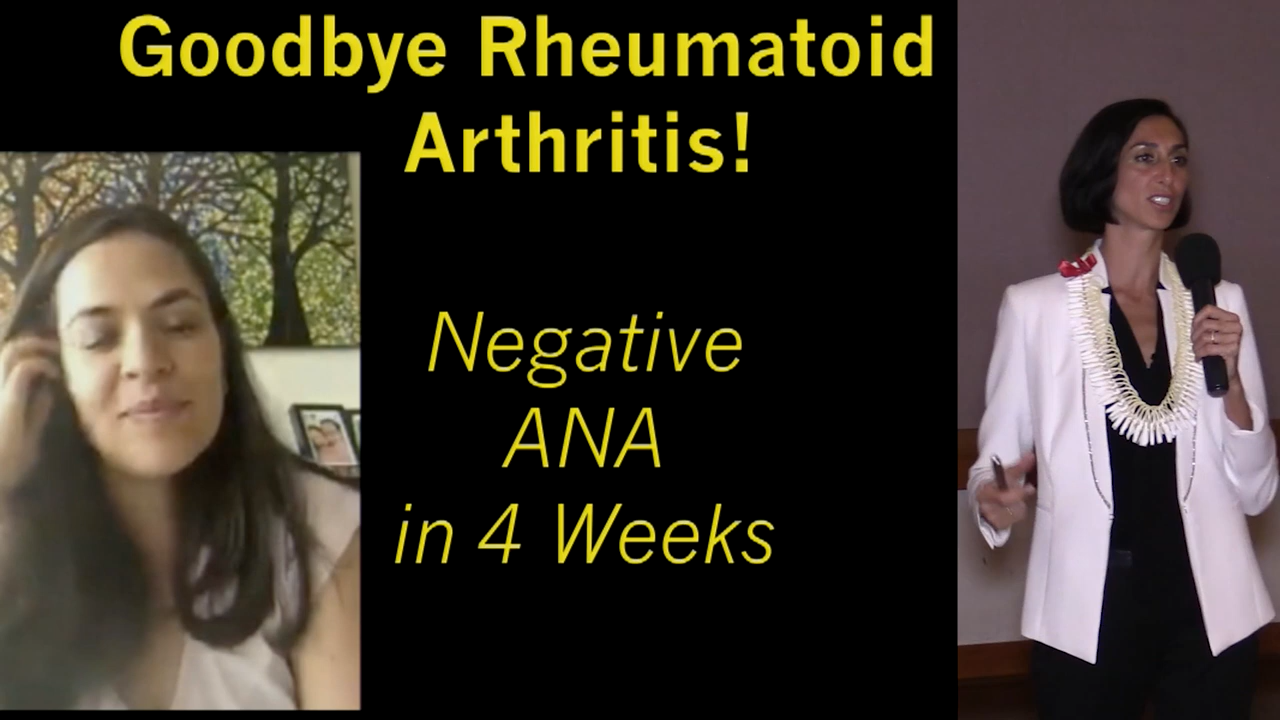 Goodbye Rheumatoid
Arthritis!
Negative
ANA
in 4 Weeks